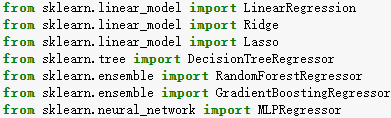 from sklearn.linear_model import LinearRegression
from sklearn.linear_model import Ridge
from sklearn.linear_model import Lasso
from sklearn.tree import DecisionTreeRegressor
from sklearn.ensemble import RandomForestRegressor
from sklearn.ensemble import GradientBoostingRegressor
from sklearn.neural_network import MLPRegressor